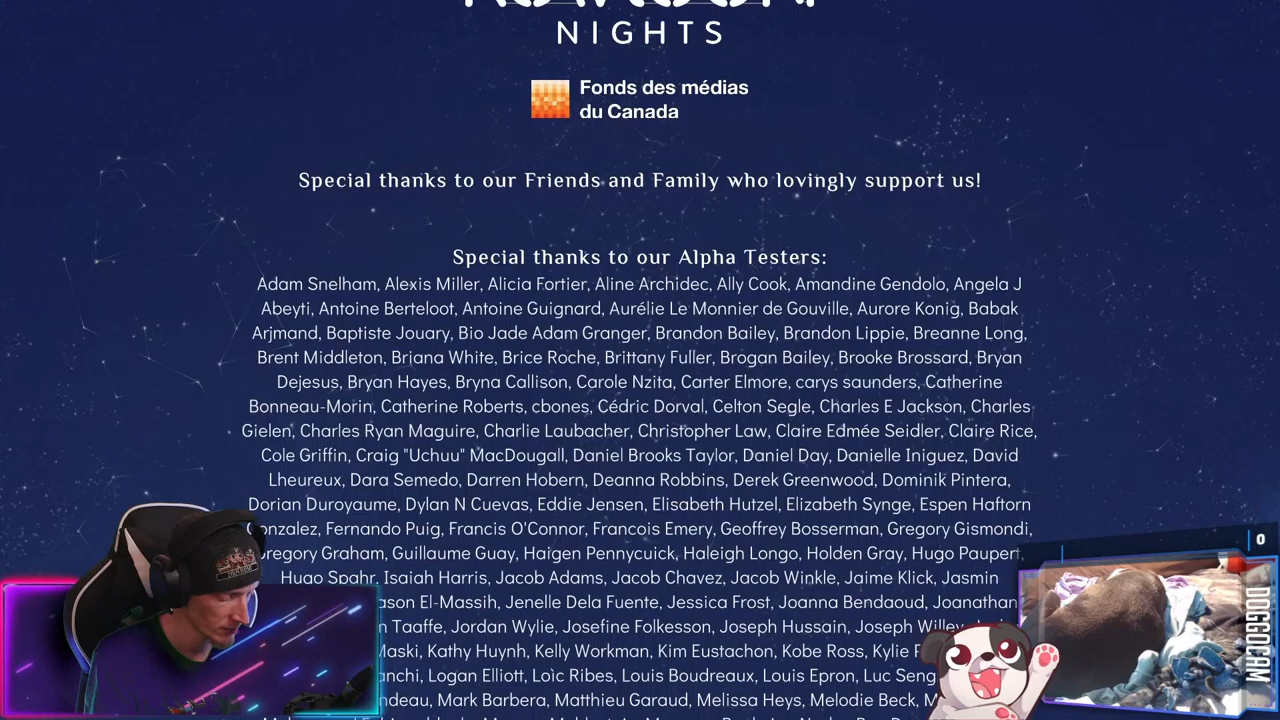 NIGHTS
Fonds des médias
du Canada
Special thanks to our Friends and Family who lovingly support us!
Special thanks to our Alpha Testers:
Adam Snelham, Alexis Miller, Alicia Fortier, Aline Archidec, Ally Cook, Amandine Gendolo, Angela J
Abeyti, Antoine Berteloot, Antoine Guignard, Aurélie Le Monnier de Gouville, Aurore Konig, Babak
Arjmand, Baptiste Jouary, Bio Jade Adam Granger, Brandon Bailey, Brandon Lippie, Breanne Long,
Brent Middleton, Briana White, Brice Roche, Brittany Fuller, Brogan Bailey, Brooke Brossard, Bryan
Dejesus, Bryan Hayes, Bryna Callison, Carole Nzita, Carter Elmore, carys saunders, Catherine
Bonneau-Morin, Catherine Roberts, cbones, Cédric Dorval, Celton Segle, Charles E Jackson, Charles
Gielen, Charles Ryan Maguire, Charlie Laubacher, Christopher Law, Claire Edmée Seidler, Claire Rice,
Cole Griffin, Craig "Uchuu" MacDougall, Daniel Brooks Taylor, Daniel Day, Danielle Iniguez, David
Lheureux, Dara Semedo, Darren Hobern, Deanna Robbins, Derek Greenwood, Dominik Pintera,
Dorian Duroyaume, Dylan N Cuevas, Eddie Jensen, Elisabeth Hutzel, Elizabeth Synge, Espen Haftorn
onzalez, Fernando Puig, Francis O'Connor, Francois Emery, Geoffrey Bosserman, Gregory Gismondi,
regory Graham, Guillaume Guay, Haigen Pennycuick, Haleigh Longo, Holden Gray, Hugo Paupert,
Hugo Spahr, Isaiah Harris, Jacob Adams, Jacob Chavez, Jacob Winkle, Jaime Klick, Jasmin
ason El-Massih, Jenelle Dela Fuente, Jessica Frost, Joanna Bendaoud, Joanathan
Taaffe, Jordan Wylie, Josefine Folkesson, Joseph Hussain, Joseph Willey,
Maski, Kathy Huynh, Kelly Workman, Kim Eustachon, Kobe Ross, Kylie
anchi, Logan Elliott, Loïc Ribes, Louis Boudreaux, Louis Epron, Luc Seng
ndeau, Mark Barbera, Matthieu Garaud, Melissa Heys, Melodie Beck, M
0
DOGGOCAM